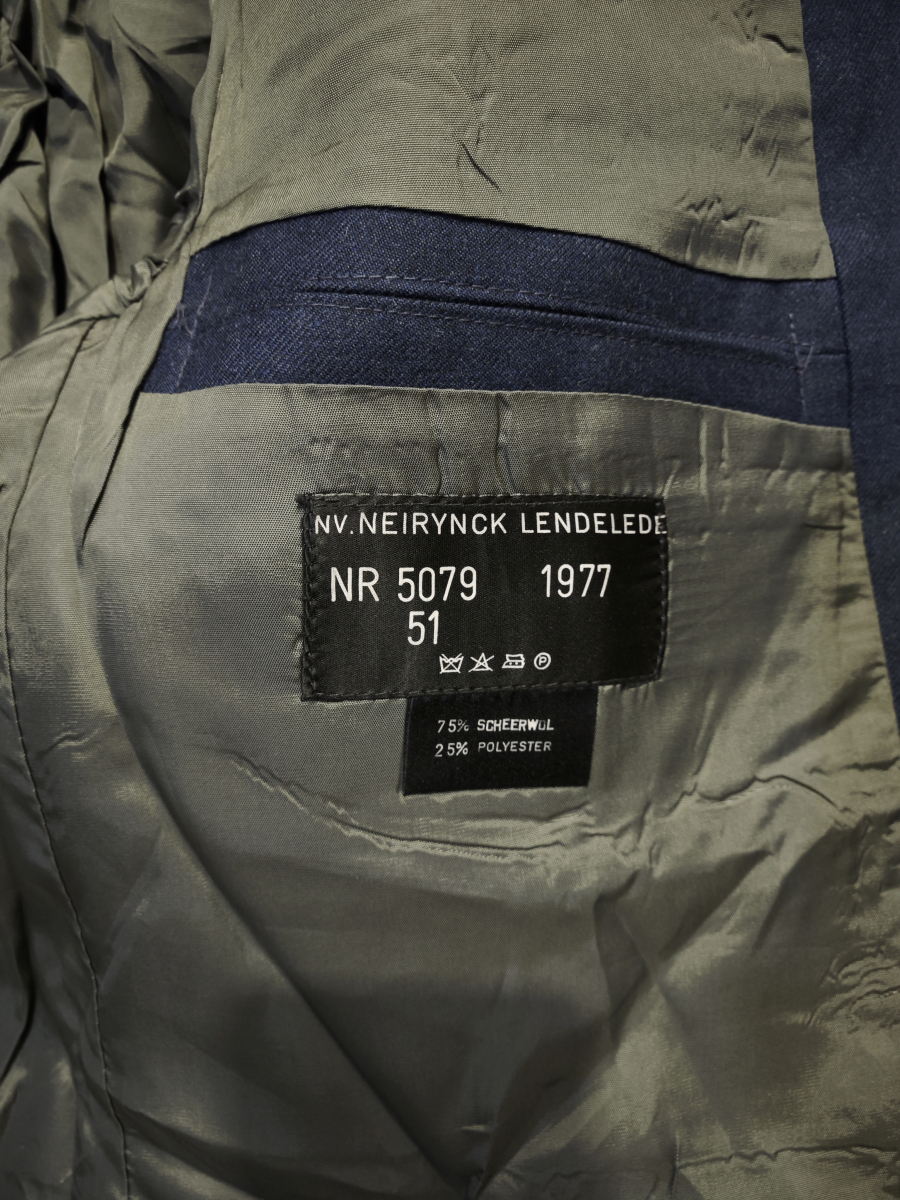 NV. NEIRYNCK LENDELEDE
NR 5079 1977
51
P
75% SCHEERWOL
25% POLYESTER